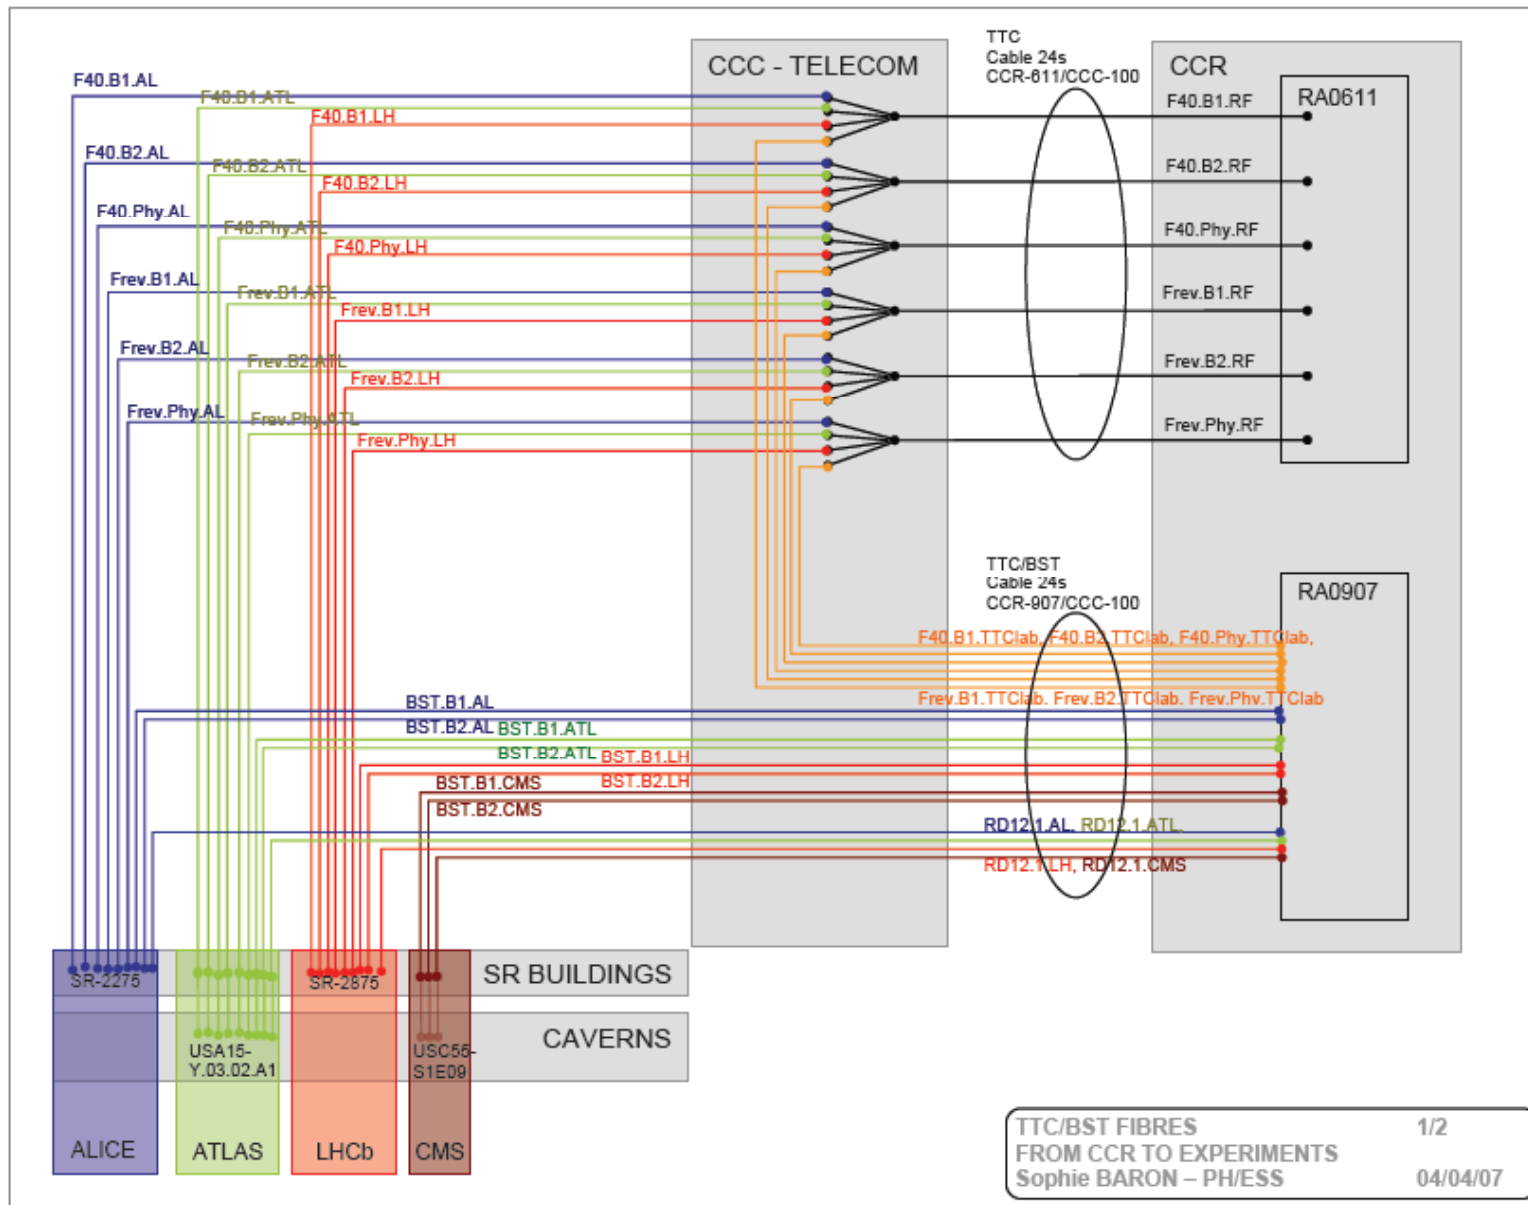 TTC
Cable 24s
CCR-611/CCC-100
CCC - TELECOM
CCR
RA0611
F40.B1.AL
F40.B1.ATL
F40.B1.LH
F40.B1.RF
F40.B2.AL
F40.B2.ATL
F40.B2.LH
F40.B2.RF
F40.Phy.AL
F40.Phy.ATL
F40.Phy.LH
F40.Phy.RF
Frev.B1.AL
Frev.B1.ATL
Frev.B1.LH
Frev.B1.RF
Frev.B2.AL
Frev.B2.ATL
Frev.B2.LH
Frev.B2.RF
Frev.Phy.AL
Frev.Phy.ATL
Frev.Phy.LH
Frev.Phy.RF
TTC/BST
Cable 24s
CCR-907/CCC-100
RA0907
F40.B1.TTClab, F40.B2.TTClab, F40.Phy.TTClab,
Frev.B1.TTClab. Frev.B2.TTClab. Frev.Phy.TTClab
BST.B1.AL
BST.B2.AL
BST.B1.ATL
BST.B2.ATL
BST.B1.LH
BST.B2.LH
BST.B1.CMS
BST.B2.CMS
RD12.1.AL, RD12.1.ATL,
RD12.1.LH, RD12.1.CMS
SR-2275
SR-2875
SR BUILDINGS
CAVERNS
USA15-
Y.03.02.A1
USC55-
S1E09
ALICE
ATLAS
LHCb
CMS
TTC/BST FIBRES 1/2
FROM CCR TO EXPERIMENTS
Sophie BARON – PH/ESS 04/04/07